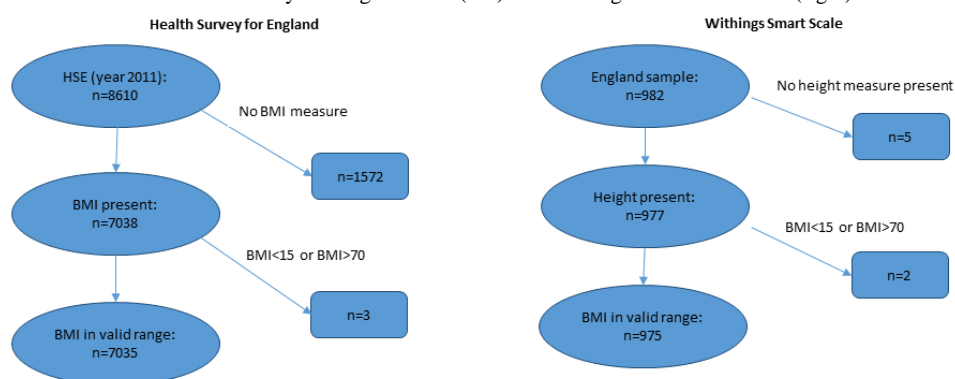 Health Survey for England
HSE (year 2011):
n=8610
No BMI measure
n=1572
BMI present:
n=7038
BMI<15 or BMI>70
n=3
BMI in valid range:
n=7035
Withings Smart Scale
England sample:
n=982
No height measure present
n=5
Height present:
n=977
BMI<15 or BMI>70
n=2
BMI in valid range:
n=975